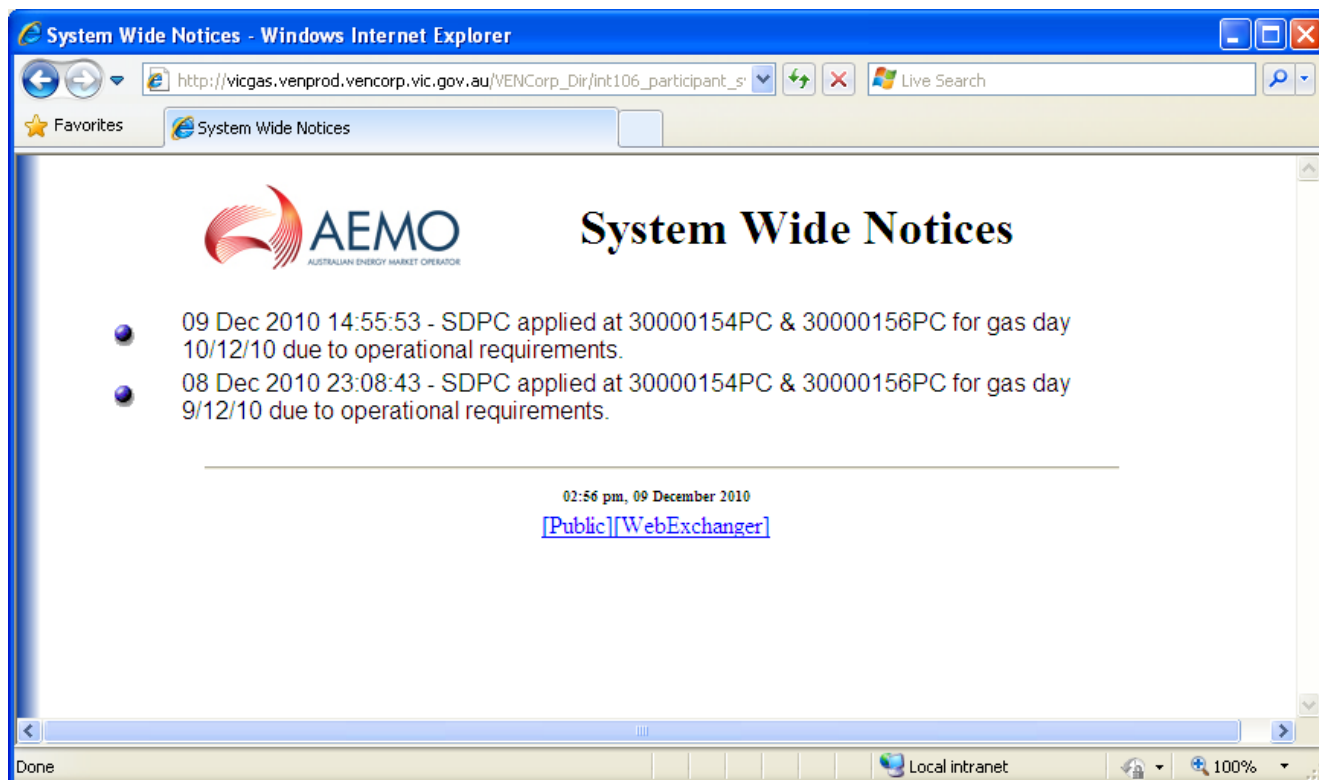 System Wide Notices - Windows Internet Explorer
http://vicgas.venprod.vencorp.vic.gov.au/VENCorp_Dir/int106_participant_s
Live Search
Favorites
System Wide Notices
AEMO
AUSTRALIAN ENERGY MARKET OPERATOR
System Wide Notices
09 Dec 2010 14:55:53 - SDPC applied at 30000154PC & 30000156PC for gas day
10/12/10 due to operational requirements.
08 Dec 2010 23:08:43 - SDPC applied at 30000154PC & 30000156PC for gas day
9/12/10 due to operational requirements.
02:56 pm, 09 December 2010
[Public][WebExchanger]
Done
Local intranet
100%